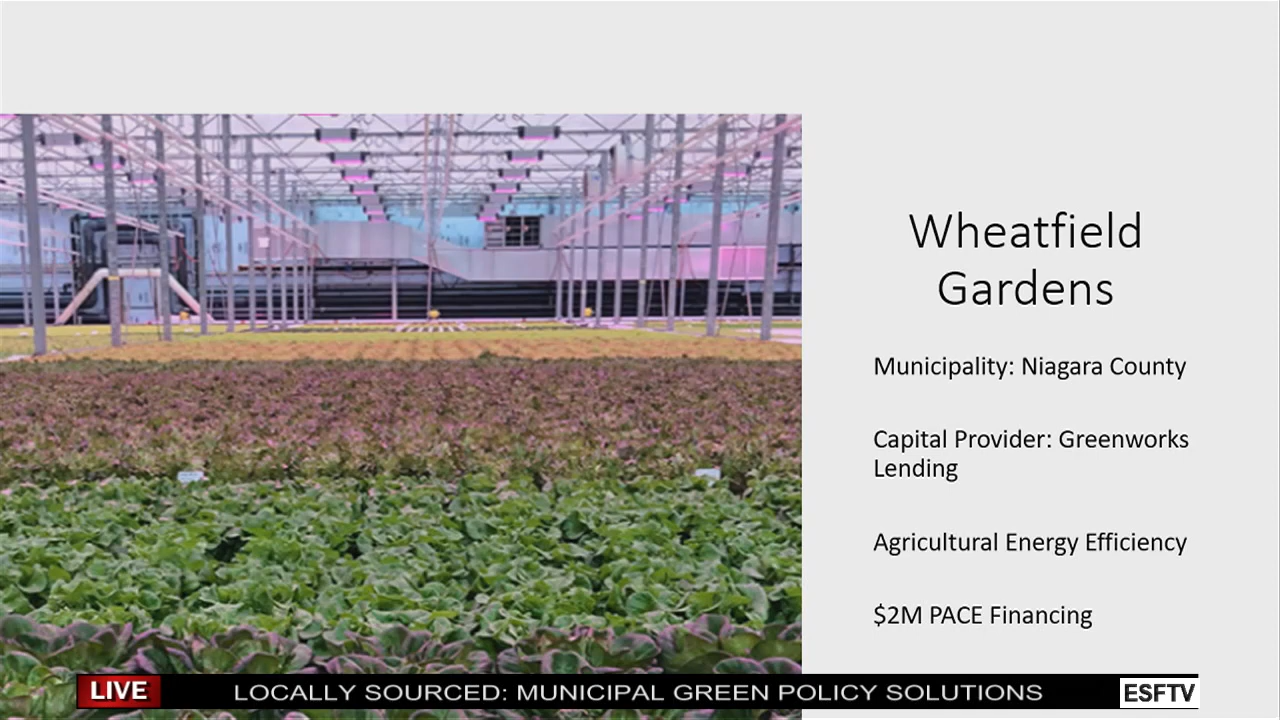 Wheatfield
Gardens
Municipality: Niagara County
Capital Provider: Greenworks
Lending
Agricultural Energy Efficiency
$2M PACE Financing
LIVE
LOCALLY SOURCED: MUNICIPAL GREEN POLICY SOLUTIONS
ESFTV